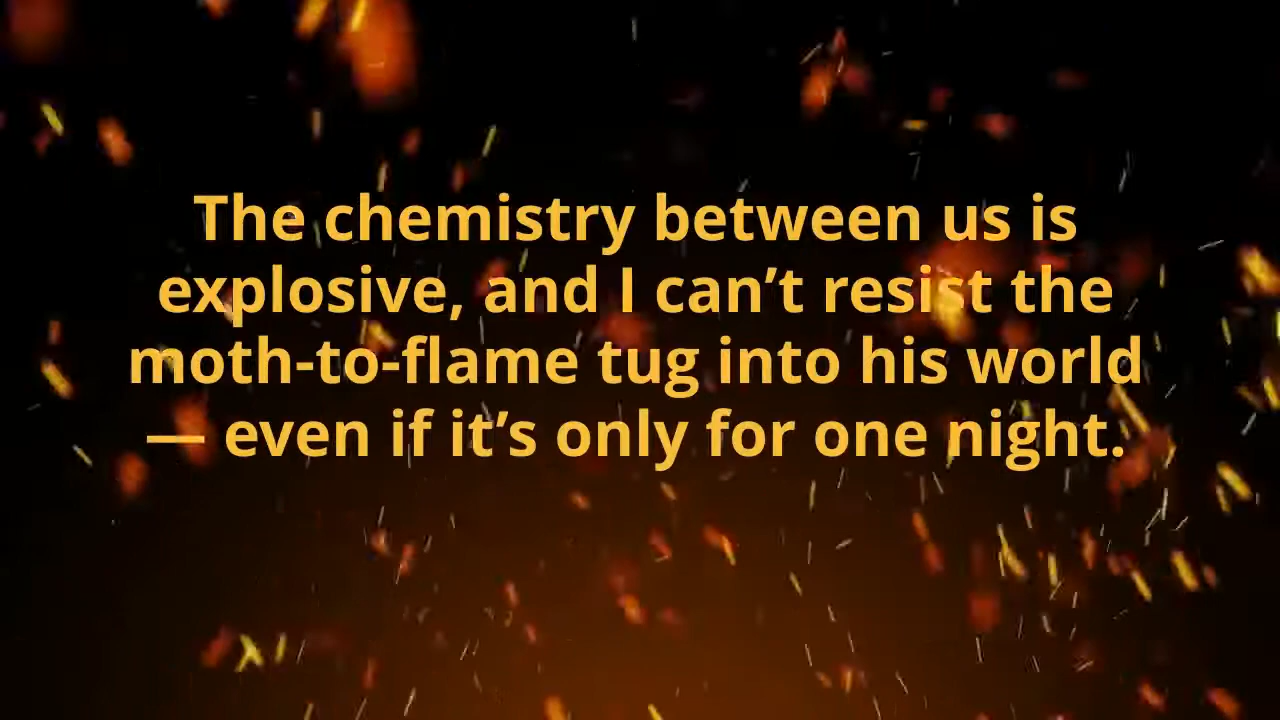 The chemistry between us is
explosive, and I can’t resist the
moth-to-flame tug into his world
— even if it’s only for one night.